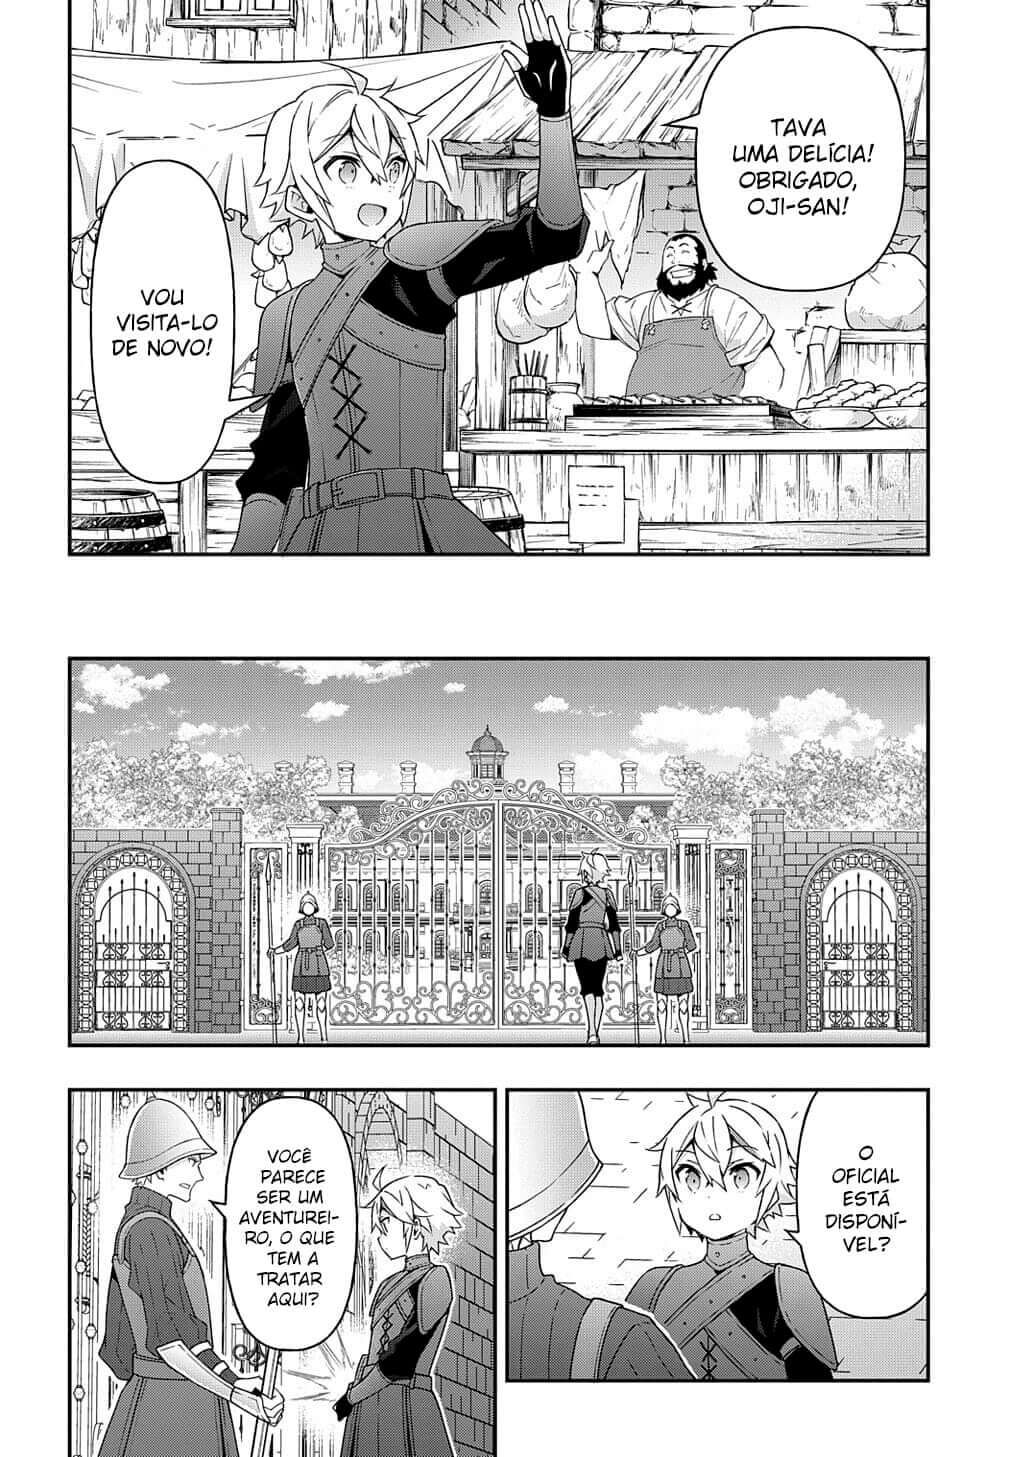 TAVA
UMA DELÍCIA!
OBRIGADO,
OJI-SAN!
VOU
VISITA-LO
DE NOVO!
O
OFICIAL
ESTÁ
DISPONÍ-
VEL?
VOCÊ
PARECE
SER UM
AVENTUREI-
RO, O QUE
TEM A
TRATAR
AQUI?